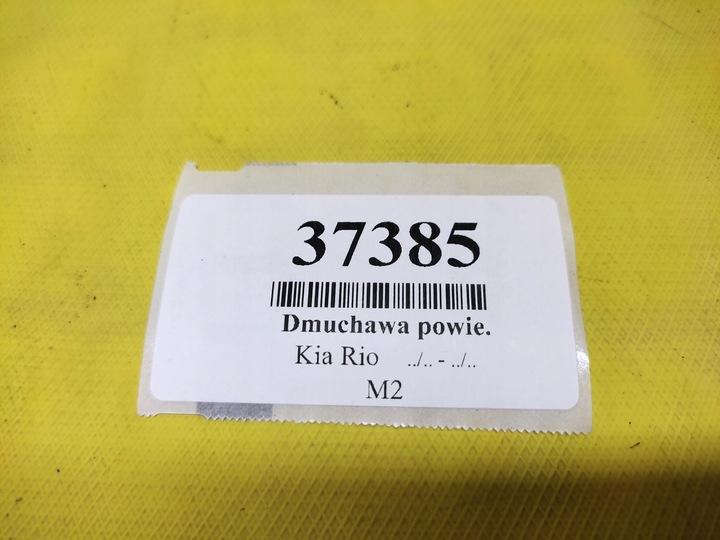 37385
Dmuchawa powie.
Kia Rio ../.. - ../..
M2